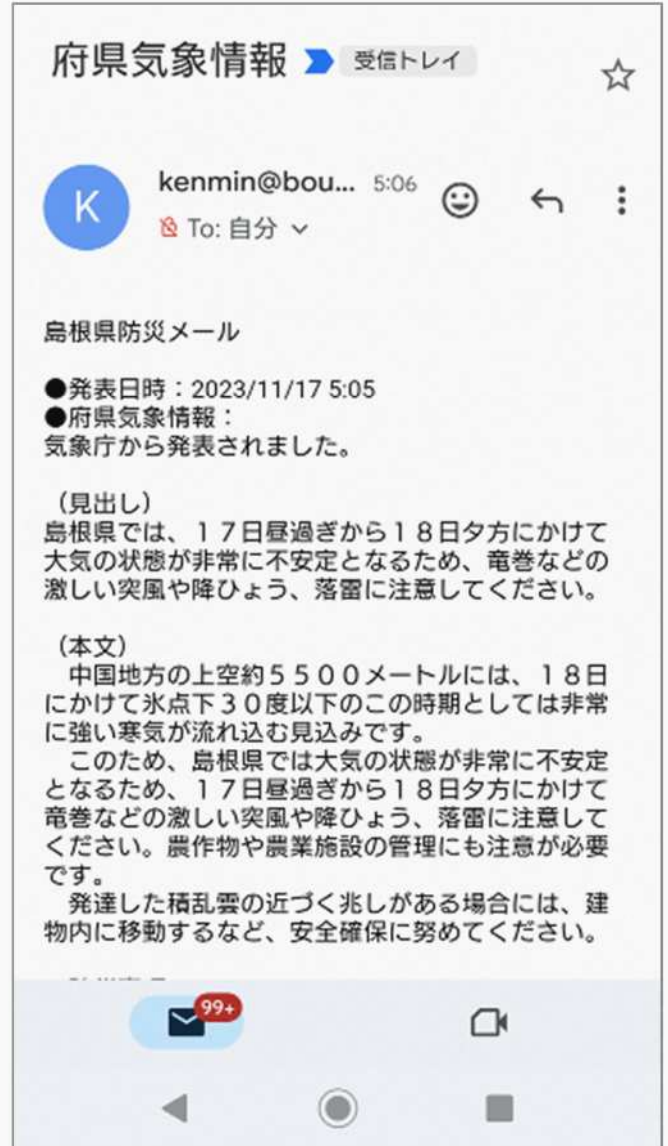 府県気象情報 受信トレイ
K
kenmin@bou... 5:06
To: 自分
島根県防災メール
●発表日時：2023/11/17 5:05
●府県気象情報：
気象庁から発表されました。
（見出し）
島根県では、１７日昼過ぎから１８日夕方にかけて
大気の状態が非常に不安定となるため、竜巻などの
激しい突風や降ひょう、落雷に注意してください。
（本文）
　中国地方の上空約５５００メートルには、１８日
にかけて氷点下３０度以下のこの時期としては非常
に強い寒気が流れ込む見込みです。
　このため、島根県では大気の状態が非常に不安定
となるため、１７日昼過ぎから１８日夕方にかけて
竜巻などの激しい突風や降ひょう、落雷に注意して
ください。農作物や農業施設の管理にも注意が必要
です。
　発達した積乱雲の近づく兆しがある場合には、建
物内に移動するなど、安全確保に努めてください。
99+